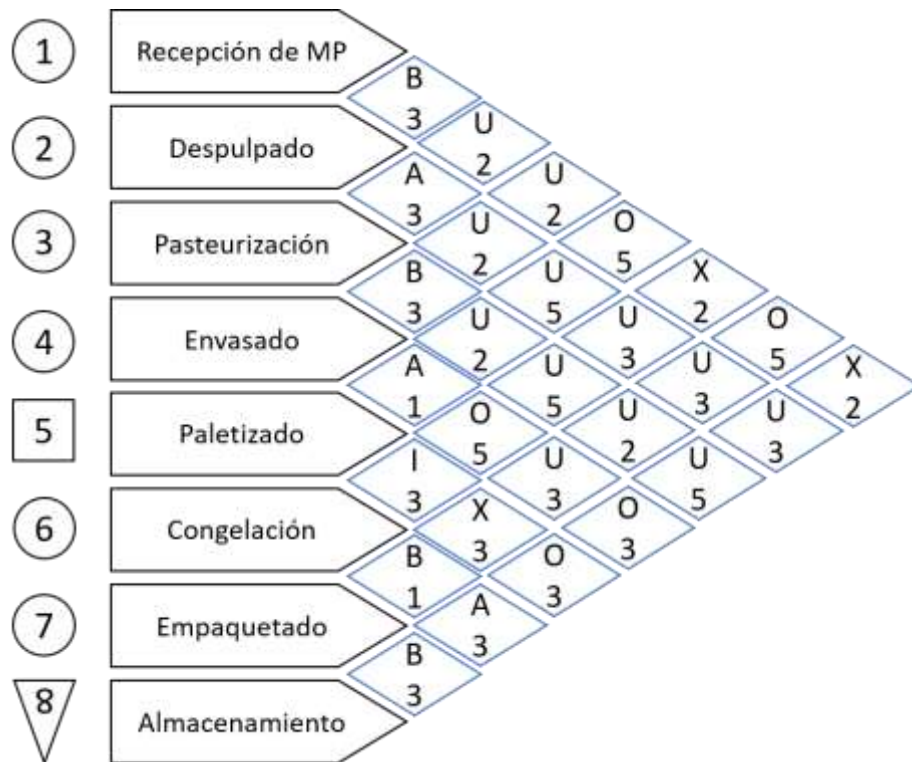 1
Recepción de MP
B
3
U
2
U
2
O
5
X
2
O
5
X
2
2
Despulpado
A
3
U
2
U
5
U
3
U
3
U
3
3
Pasteurización
B
3
U
2
U
5
U
2
U
5
4
Envasado
A
1
O
5
U
3
O
3
5
Paletizado
I
3
X
3
O
3
6
Congelación
B
1
A
3
7
Empaquetado
B
3
8
Almacenamiento